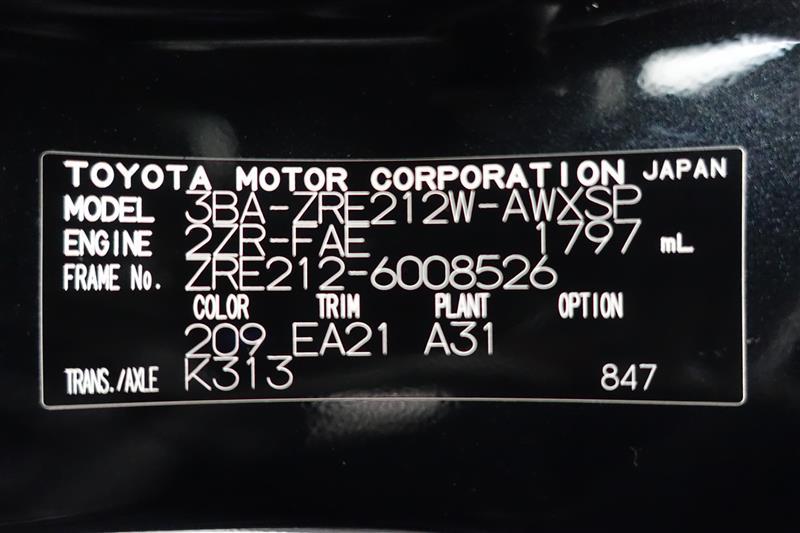 TOYOTA MOTOR CORPORATION JAPAN
MODEL 3BA-ZRE212W-AWXSP
ENGINE 2ZR-FAE 1797 mL
FRAME No. ZRE212-6008526
COLOR TRIM PLANT OPTION
209 EA21 A31
TRANS./AXLE K313 847